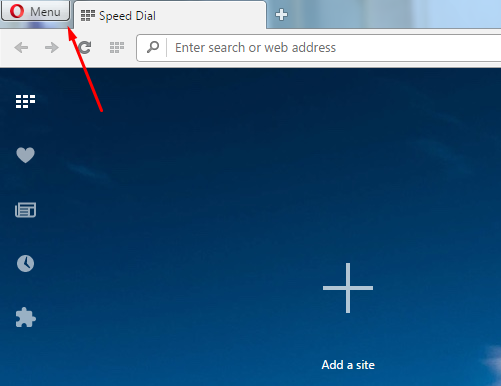 Menu
Speed Dial
Enter search or web address
Add a site